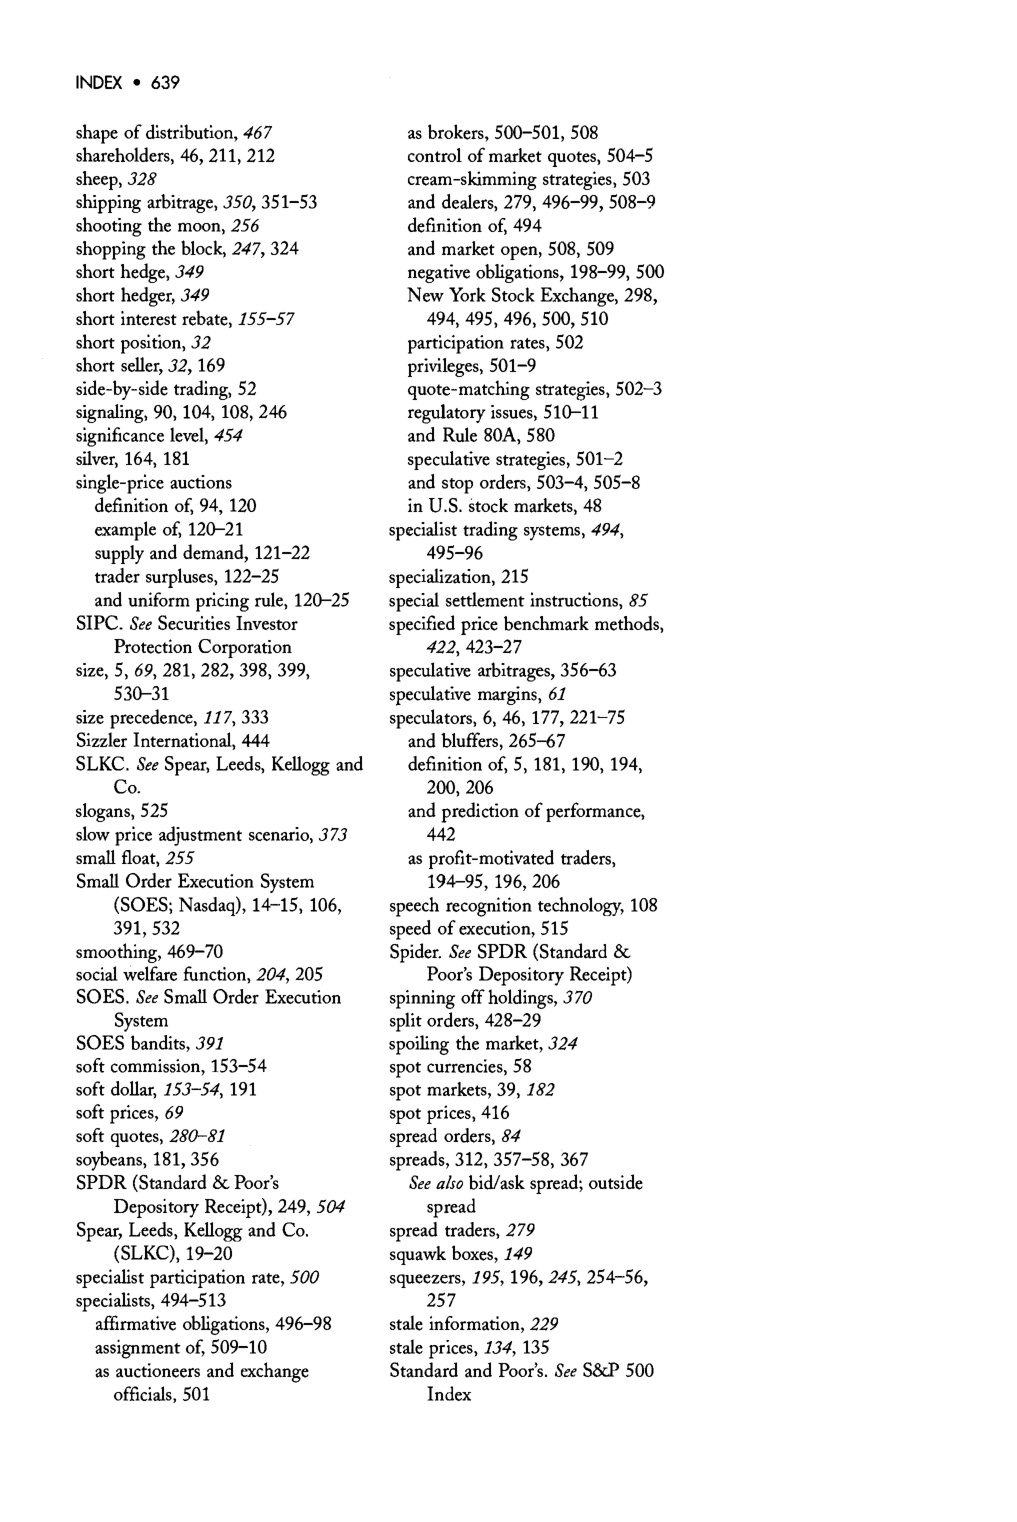 INDEX • 639
shape of distribution, 467
shareholders, 46, 211, 212
sheep, 328
shipping arbitrage, 350, 351–53
shooting the moon, 256
shopping the block, 247, 324
short hedge, 349
short hedger, 349
short interest rebate, 155–57
short position, 32
short seller, 32, 169
side-by-side trading, 52
signaling, 90, 104, 108, 246
significance level, 454
silver, 164, 181
single-price auctions
definition of, 94, 120
example of, 120–21
supply and demand, 121–22
trader surpluses, 122–25
and uniform pricing rule, 120–25
SIPC. See Securities Investor
Protection Corporation
size, 5, 69, 281, 282, 398, 399,
530–31
size precedence, 117, 333
Sizzler International, 444
SLKC. See Spear, Leeds, Kellogg and
Co.
slogans, 525
slow price adjustment scenario, 373
small float, 255
Small Order Execution System
(SOES; Nasdaq), 14–15, 106,
391, 532
smoothing, 469–70
social welfare function, 204, 205
SOES. See Small Order Execution
System
SOES bandits, 391
soft commission, 153–54
soft dollar, 153–54, 191
soft prices, 69
soft quotes, 280–81
soybeans, 181, 356
SPDR (Standard & Poor's
Depository Receipt), 249, 504
Spear, Leeds, Kellogg and Co.
(SLKC), 19–20
specialist participation rate, 500
specialists, 494–513
affirmative obligations, 496–98
assignment of, 509–10
as auctioneers and exchange
officials, 501
as brokers, 500–501, 508
control of market quotes, 504–5
cream-skimming strategies, 503
and dealers, 279, 496–99, 508–9
definition of, 494
and market open, 508, 509
negative obligations, 198–99, 500
New York Stock Exchange, 298,
494, 495, 496, 500, 510
participation rates, 502
privileges, 501–9
quote-matching strategies, 502–3
regulatory issues, 510–11
and Rule 80A, 580
speculative strategies, 501–2
and stop orders, 503–4, 505–8
in U.S. stock markets, 48
specialist trading systems, 494,
495–96
specialization, 215
special settlement instructions, 85
specified price benchmark methods,
422, 423–27
speculative arbitrages, 356–63
speculative margins, 61
speculators, 6, 46, 177, 221–75
and bluffers, 265–67
definition of, 5, 181, 190, 194,
200, 206
and prediction of performance,
442
as profit-motivated traders,
194–95, 196, 206
speech recognition technology, 108
speed of execution, 515
Spider. See SPDR (Standard &
Poor's Depository Receipt)
spinning off holdings, 370
split orders, 428–29
spoiling the market, 324
spot currencies, 58
spot markets, 39, 182
spot prices, 416
spread orders, 84
spreads, 312, 357–58, 367
See also bid/ask spread; outside
spread
spread traders, 279
squawk boxes, 149
squeezers, 195, 196, 245, 254–56,
257
stale information, 229
stale prices, 134, 135
Standard and Poor's. See S&P 500
Index